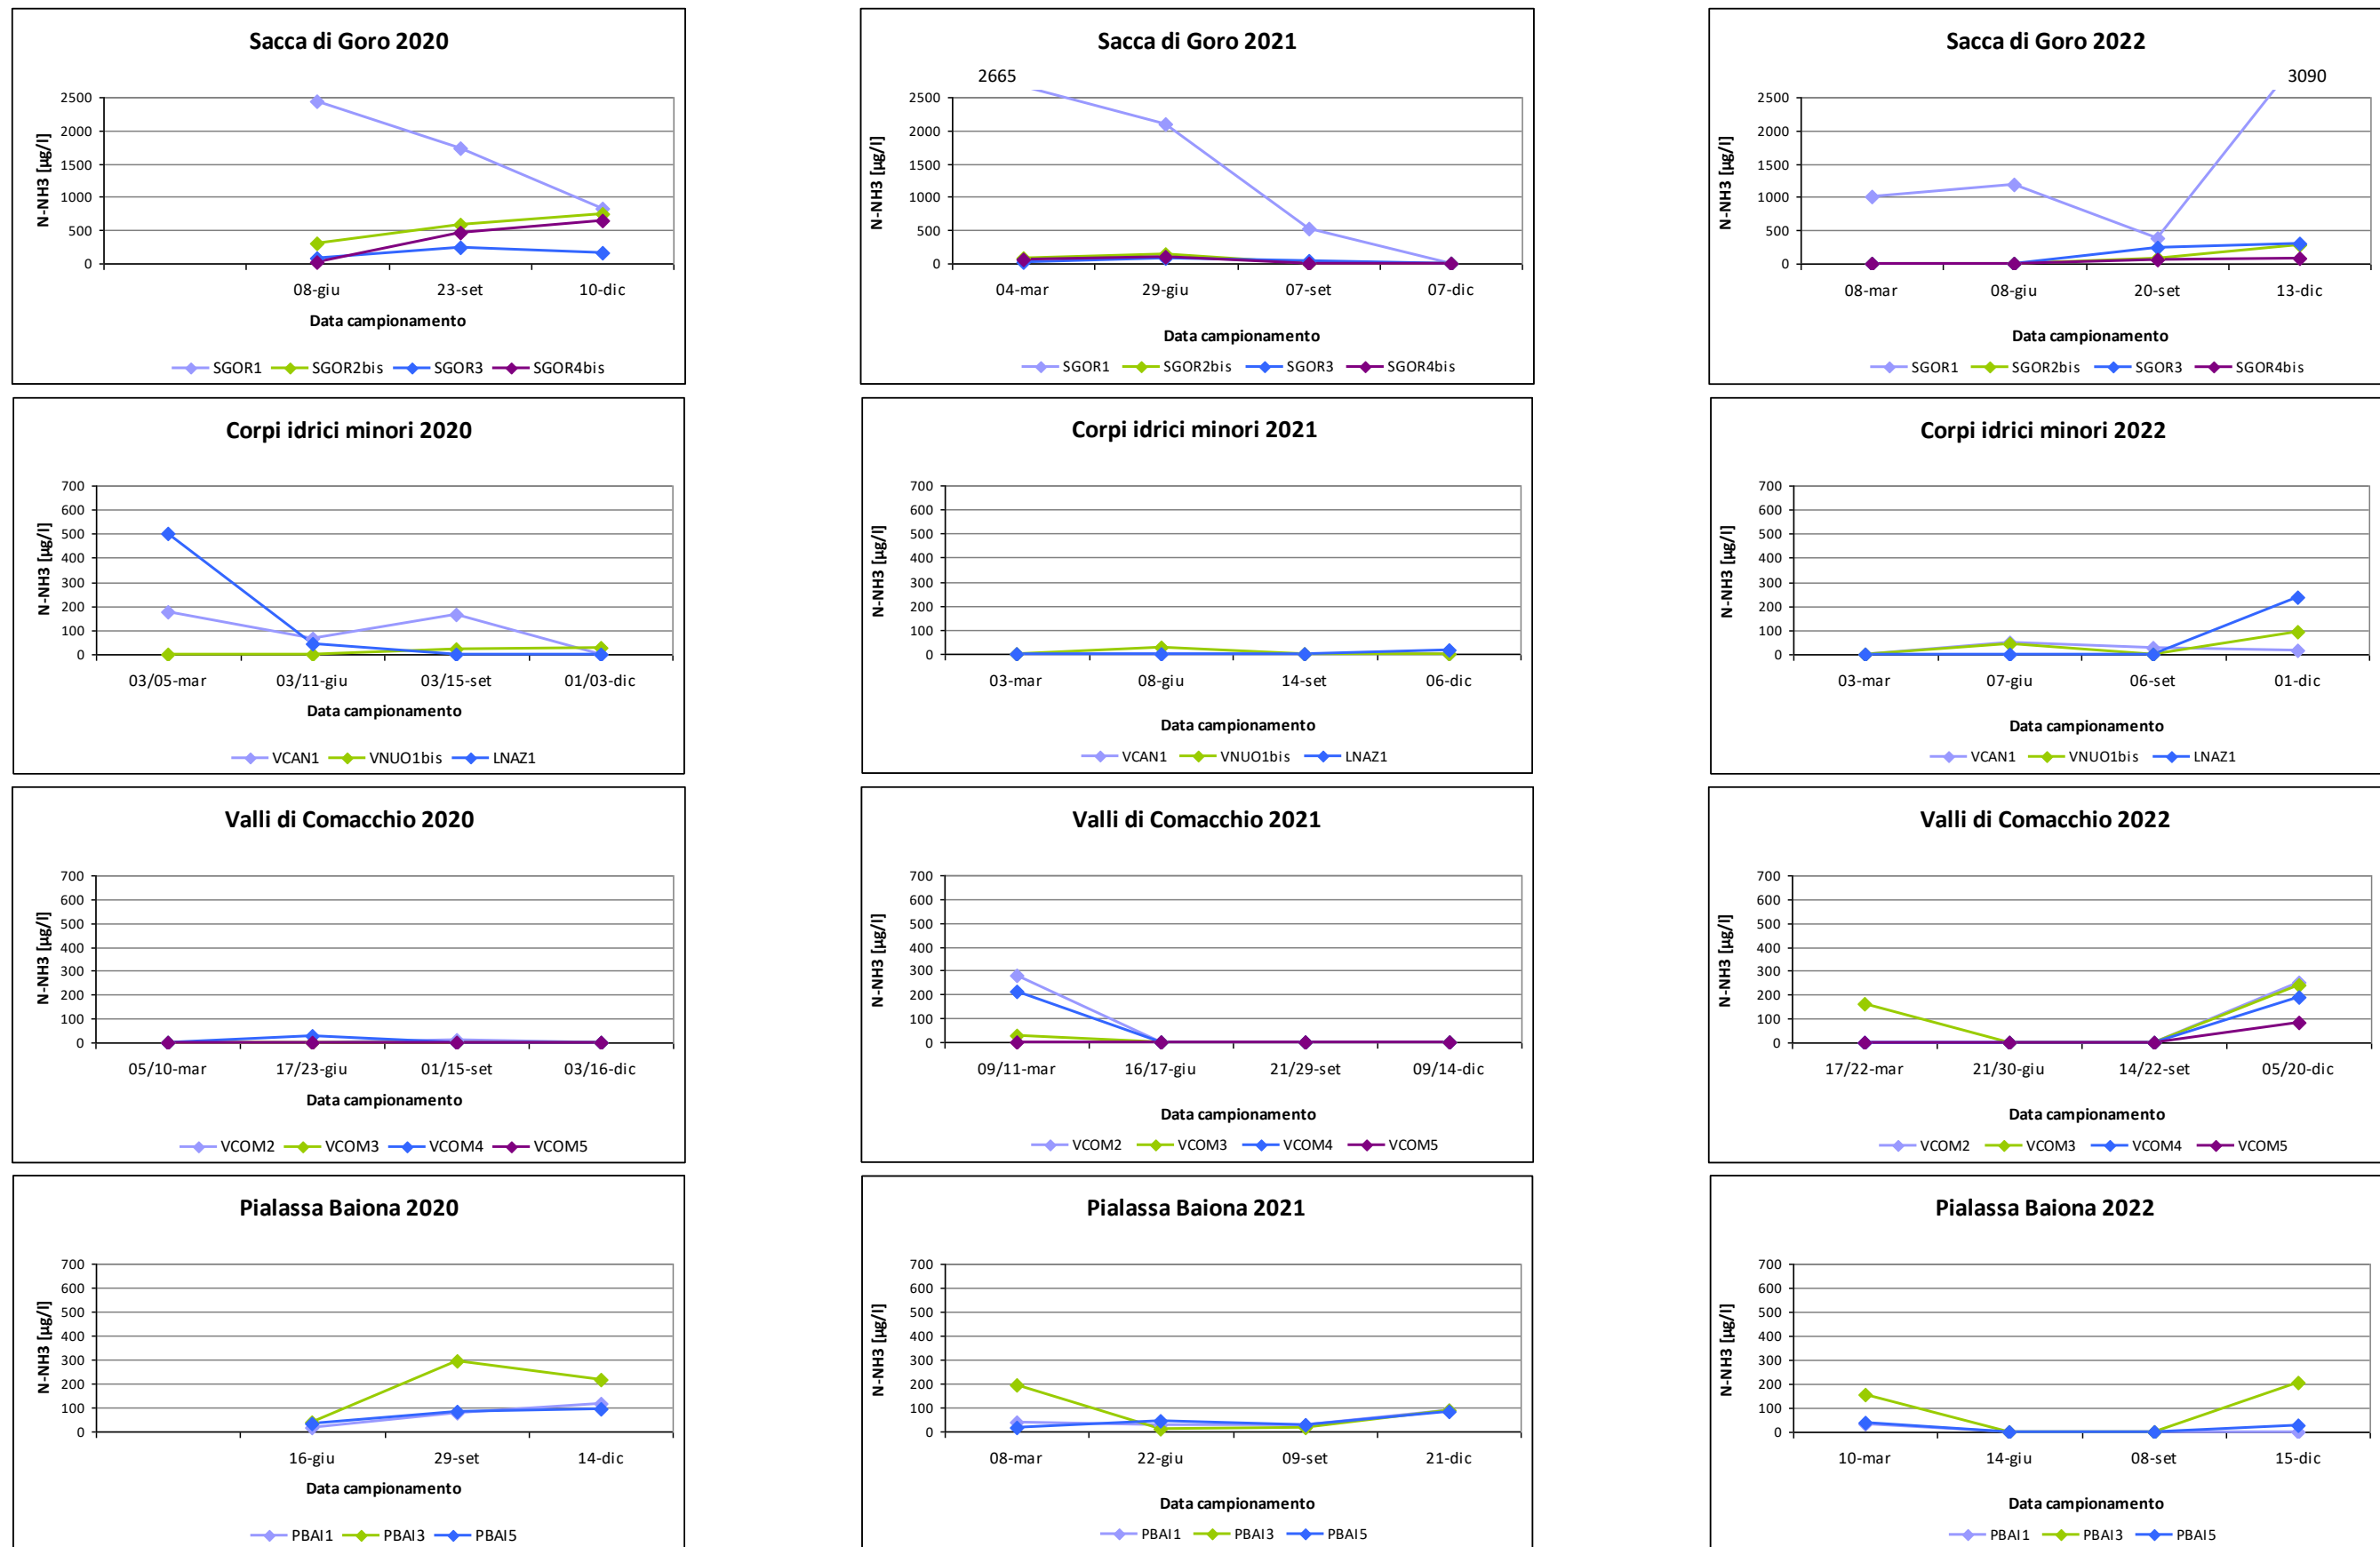 Sacca di Goro 2020
2500
2000
1500
1000
500
0
N-NH3 [µg/l]
08-giu 23-set 10-dic
Data campionamento
SGOR1 SGOR2bis SGOR3 SGOR4bis
Sacca di Goro 2021
2665
2500
2000
1500
1000
500
0
N-NH3 [µg/l]
04-mar 29-giu 07-set 07-dic
Data campionamento
SGOR1 SGOR2bis SGOR3 SGOR4bis
Sacca di Goro 2022
3090
2500
2000
1500
1000
500
0
N-NH3 [µg/l]
08-mar 08-giu 20-set 13-dic
Data campionamento
SGOR1 SGOR2bis SGOR3 SGOR4bis
Corpi idrici minori 2020
700
600
500
400
300
200
100
0
N-NH3 [µg/l]
03/05-mar 03/11-giu 03/15-set 01/03-dic
Data campionamento
VCAN1 VNUO1bis LNAZ1
Corpi idrici minori 2021
700
600
500
400
300
200
100
0
N-NH3 [µg/l]
03-mar 08-giu 14-set 06-dic
Data campionamento
VCAN1 VNUO1bis LNAZ1
Corpi idrici minori 2022
700
600
500
400
300
200
100
0
N-NH3 [µg/l]
03-mar 07-giu 06-set 01-dic
Data campionamento
VCAN1 VNUO1bis LNAZ1
Valli di Comacchio 2020
700
600
500
400
300
200
100
0
N-NH3 [µg/l]
05/10-mar 17/23-giu 01/15-set 03/16-dic
Data campionamento
VCOM2 VCOM3 VCOM4 VCOM5
Valli di Comacchio 2021
700
600
500
400
300
200
100
0
N-NH3 [µg/l]
09/11-mar 16/17-giu 21/29-set 09/14-dic
Data campionamento
VCOM2 VCOM3 VCOM4 VCOM5
Valli di Comacchio 2022
700
600
500
400
300
200
100
0
N-NH3 [µg/l]
17/22-mar 21/30-giu 14/22-set 05/20-dic
Data campionamento
VCOM2 VCOM3 VCOM4 VCOM5
Pialassa Baiona 2020
700
600
500
400
300
200
100
0
N-NH3 [µg/l]
16-giu 29-set 14-dic
Data campionamento
PBAI1 PBAI3 PBAI5
Pialassa Baiona 2021
700
600
500
400
300
200
100
0
N-NH3 [µg/l]
08-mar 22-giu 09-set 21-dic
Data campionamento
PBAI1 PBAI3 PBAI5
Pialassa Baiona 2022
700
600
500
400
300
200
100
0
N-NH3 [µg/l]
10-mar 14-giu 08-set 15-dic
Data campionamento
PBAI1 PBAI3 PBAI5